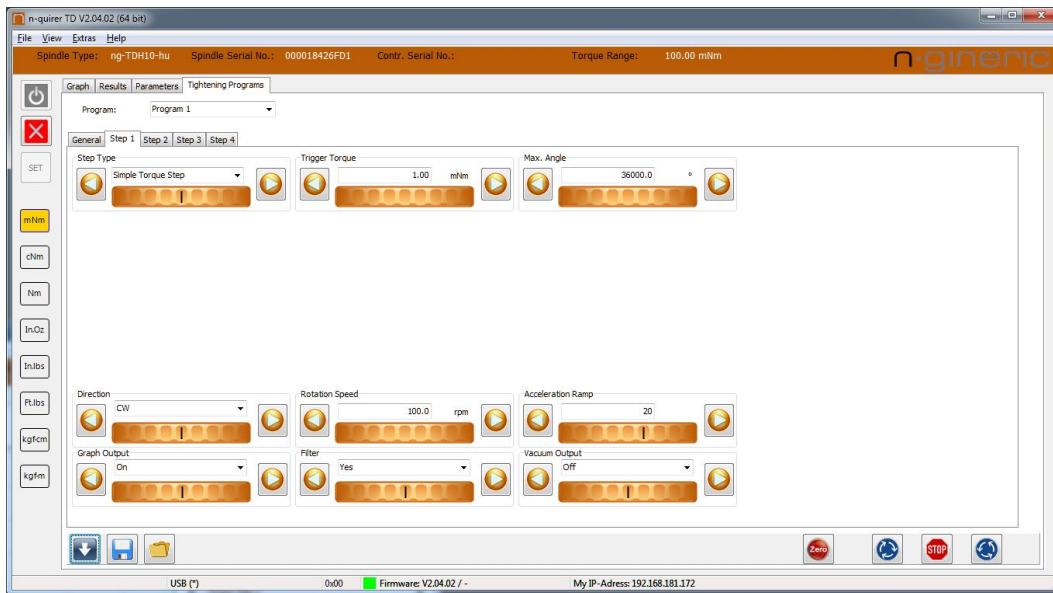 n-quirer TD V2.04.02 (64 bit)
File View Extras Help
Spindle Type: ng-TDH10-hu Spindle Serial No.: 000018426FD1 Contr. Serial No.: Torque Range: 100.00 mNm
n·gineric
Graph Results Parameters Tightening Programs
Program: Program 1
General Step 1 Step 2 Step 3 Step 4
SET
mNm
cNm
Nm
In.Oz
In.lbs
Ft.lbs
kgf·cm
kgf·m
Step Type Trigger Torque Max. Angle
Simple Torque Step 1.00 mNm 36000.0 °
Direction Rotation Speed Acceleration Ramp
CW 100.0 rpm 20
Graph Output Filter Vacuum Output
On Yes Off
Zero STOP
USB (*) 0x00 Firmware: V2.04.02 / - My IP-Adress: 192.168.181.172